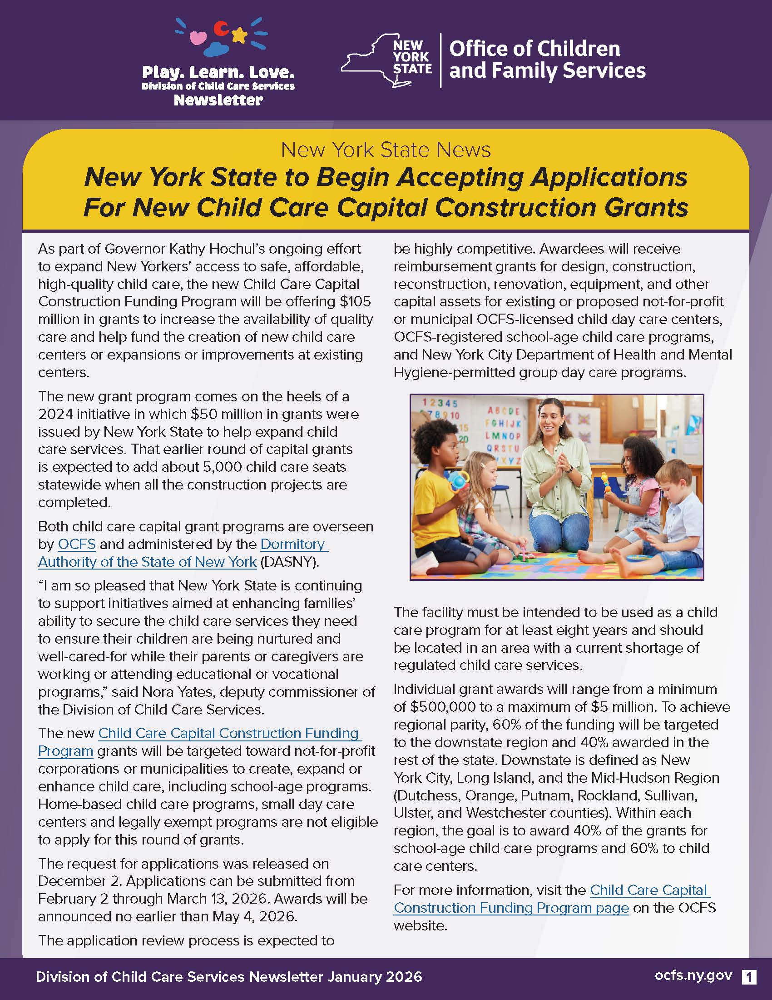 Play. Learn. Love.
Division of Child Care Services
Newsletter
NEW
YORK
STATE
Office of Children
and Family Services
New York State News
New York State to Begin Accepting Applications
For New Child Care Capital Construction Grants
As part of Governor Kathy Hochul’s ongoing effort
to expand New Yorkers’ access to safe, affordable,
high-quality child care, the new Child Care Capital
Construction Funding Program will be offering $105
million in grants to increase the availability of quality
care and help fund the creation of new child care
centers or expansions or improvements at existing
centers.
The new grant program comes on the heels of a
2024 initiative in which $50 million in grants were
issued by New York State to help expand child
care services. That earlier round of capital grants
is expected to add about 5,000 child care seats
statewide when all the construction projects are
completed.
Both child care capital grant programs are overseen
by OCFS and administered by the Dormitory
Authority of the State of New York (DASNY).
“I am so pleased that New York State is continuing
to support initiatives aimed at enhancing families’
ability to secure the child care services they need
to ensure their children are being nurtured and
well-cared-for while their parents or caregivers are
working or attending educational or vocational
programs,” said Nora Yates, deputy commissioner of
the Division of Child Care Services.
The new Child Care Capital Construction Funding
Program grants will be targeted toward not-for-profit
corporations or municipalities to create, expand or
enhance child care, including school-age programs.
Home-based child care programs, small day care
centers and legally exempt programs are not eligible
to apply for this round of grants.
The request for applications was released on
December 2. Applications can be submitted from
February 2 through March 13, 2026. Awards will be
announced no earlier than May 4, 2026.
The application review process is expected to
be highly competitive. Awardees will receive
reimbursement grants for design, construction,
reconstruction, renovation, equipment, and other
capital assets for existing or proposed not-for-profit
or municipal OCFS-licensed child day care centers,
OCFS-registered school-age child care programs,
and New York City Department of Health and Mental
Hygiene-permitted group day care programs.
1 2 3 4 5
7 8 9 10
15
20
A B C D E
F G H I J K
L M N O P
Q R S T U
V X Y Z
The facility must be intended to be used as a child
care program for at least eight years and should
be located in an area with a current shortage of
regulated child care services.
Individual grant awards will range from a minimum
of $500,000 to a maximum of $5 million. To achieve
regional parity, 60% of the funding will be targeted
to the downstate region and 40% awarded in the
rest of the state. Downstate is defined as New
York City, Long Island, and the Mid-Hudson Region
(Dutchess, Orange, Putnam, Rockland, Sullivan,
Ulster, and Westchester counties). Within each
region, the goal is to award 40% of the grants for
school-age child care programs and 60% to child
care centers.
For more information, visit the Child Care Capital
Construction Funding Program page on the OCFS
website.
Division of Child Care Services Newsletter January 2026
ocfs.ny.gov 1